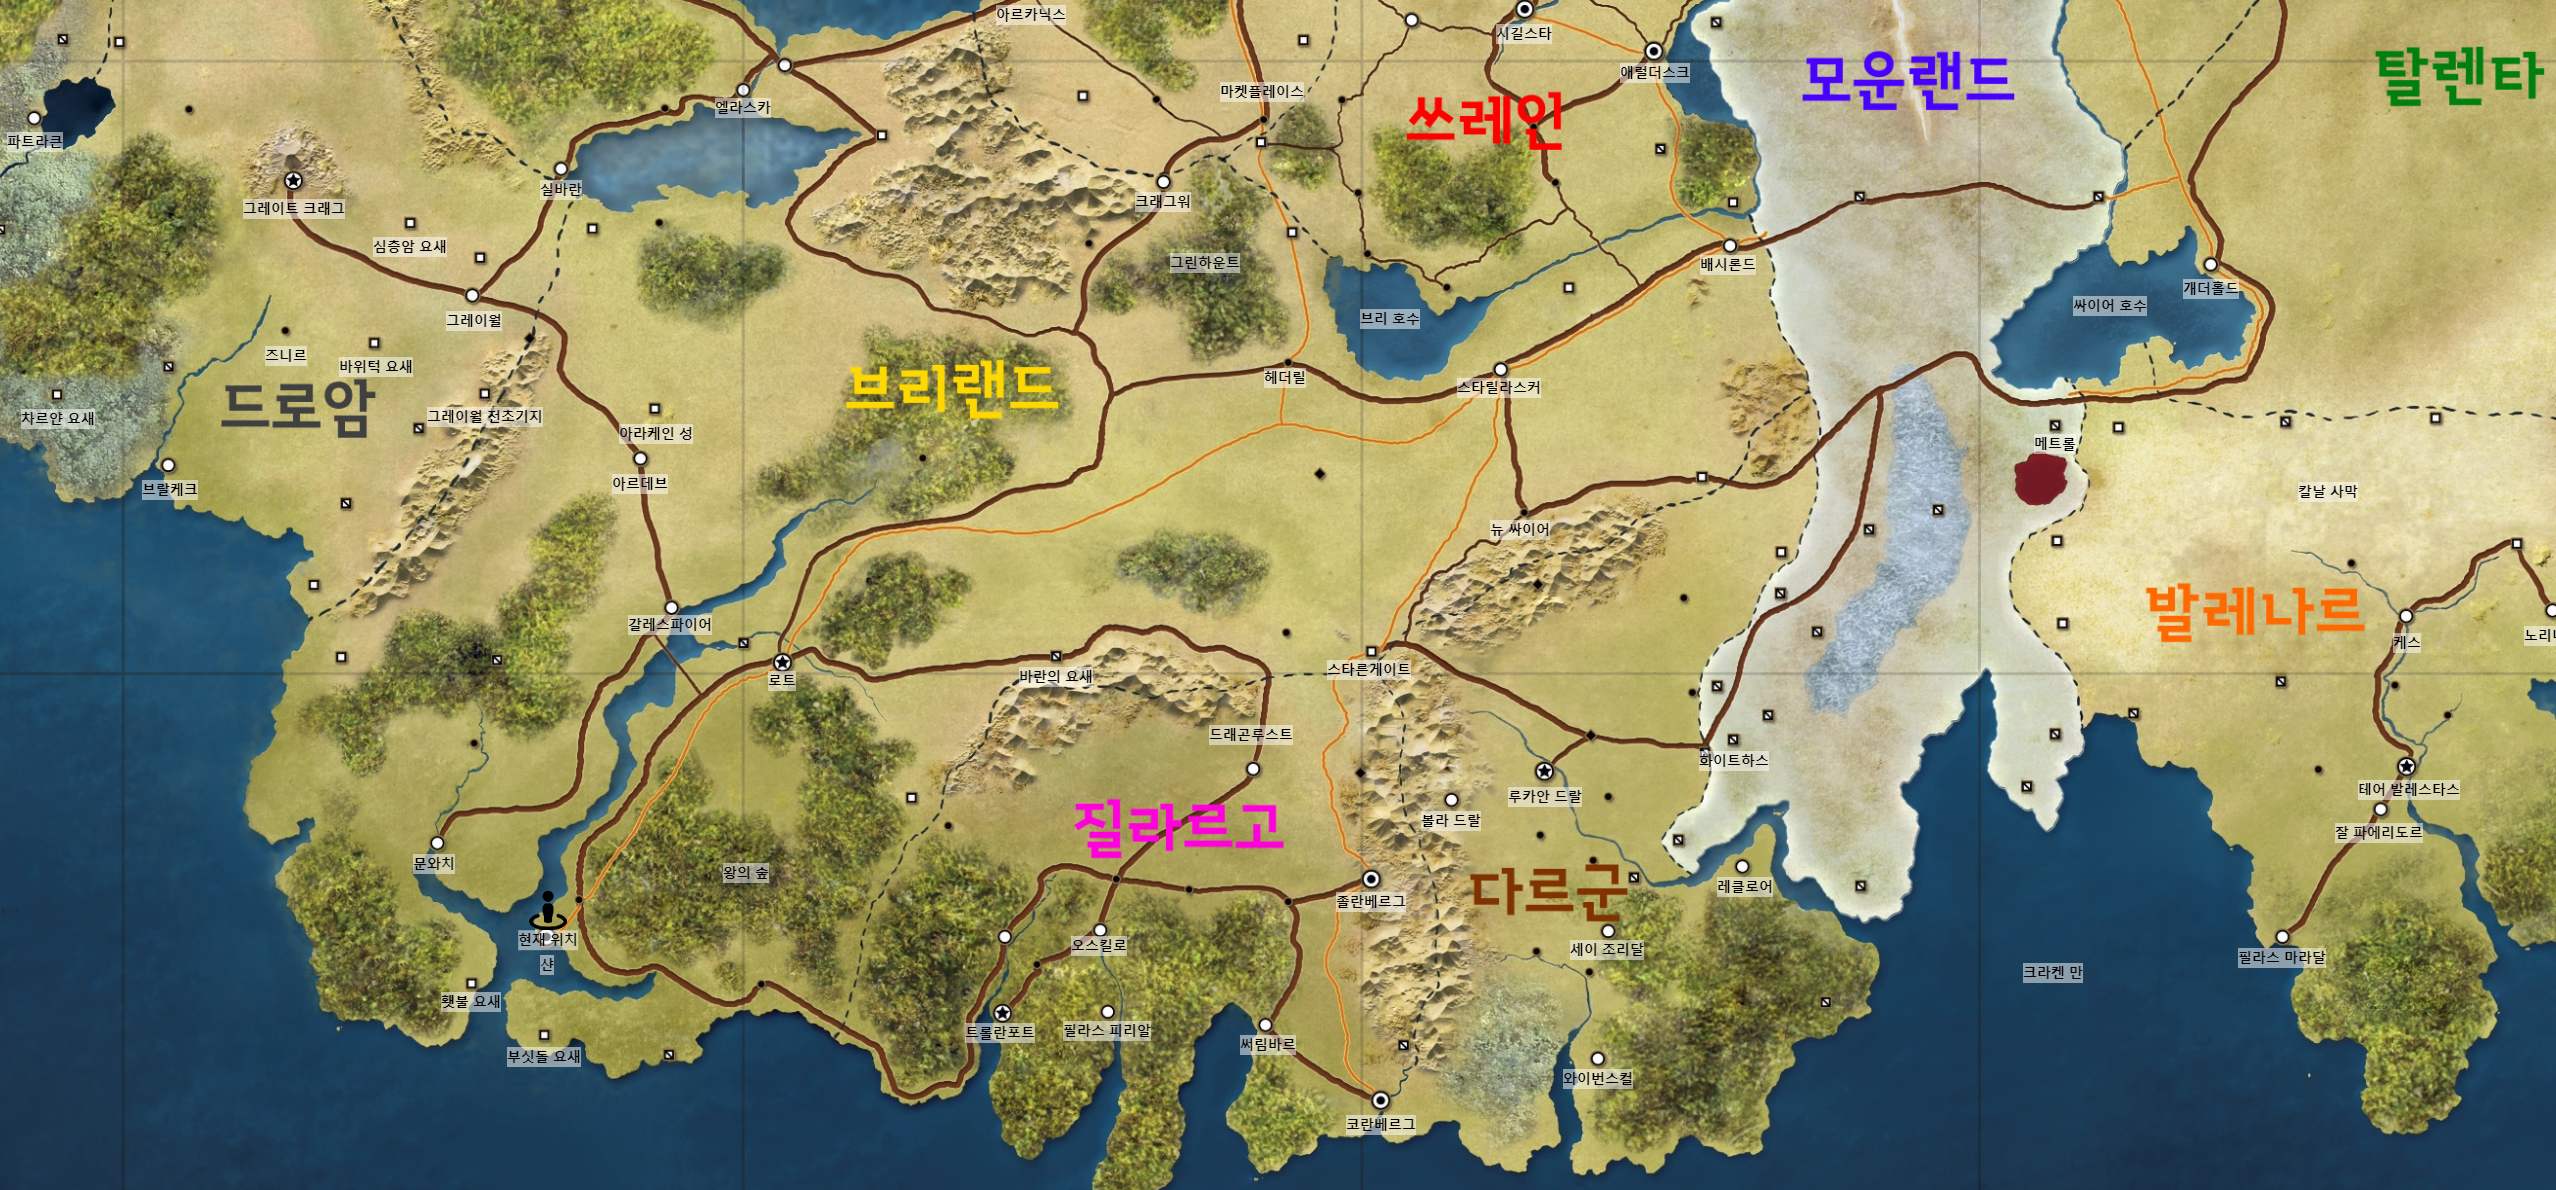 아르카닉스
시길스타
애럴더스크
모운랜드
탈렌타
마켓플레이스
엘라스카
쓰레인
파트라큰
실바란
그레이트 크래그
크래그워
심층암 요새
그린하운트
배시론드
개더홀드
싸이어 호수
그레이월
브리 호수
즈니르
바위턱 요새
드로암
브리랜드
헤더릴
스타릴라스커
차르얀 요새
그레이월 전초기지
아라케인 성
메트롤
아르데브
브랄케크
칼날 사막
뉴 싸이어
갈레스파이어
발레나르
노리ㄴ
케스
로트
바란의 요새
스타른게이트
드래곤루스트
화이트하스
루카안 드랄
테어 발레스타스
볼라 드랄
질라르고
잘 파에리도르
문와치
왕의 숲
레클로어
졸란베르그
다르군
현재 위치
샨
오스킬로
세이 조리달
필라스 마라달
크라켄 만
횃불 요새
트롤란포트
필라스 피리알
써림바르
부싯돌 요새
와이번스컬
코란베르그